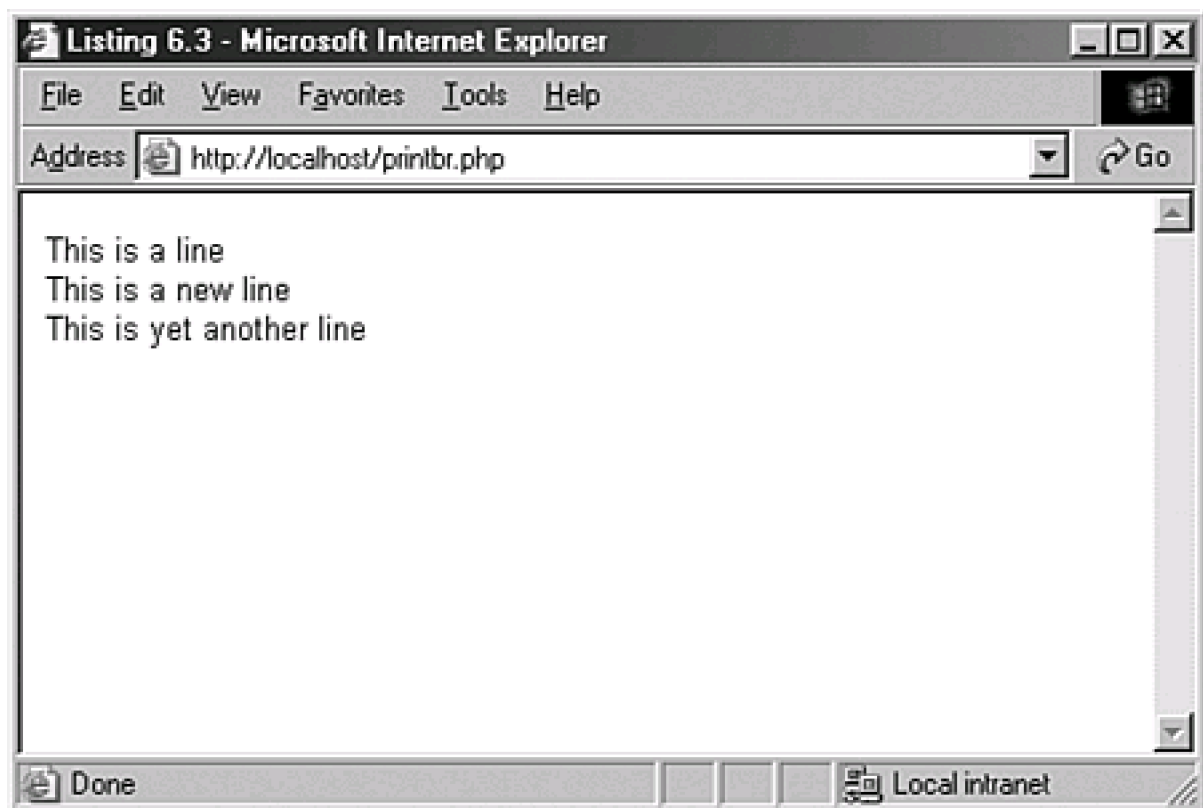 Listing 6.3 - Microsoft Internet Explorer
File Edit View Favorites Tools Help
Address http://localhost/printbr.php Go
This is a line
This is a new line
This is yet another line
Done Local intranet